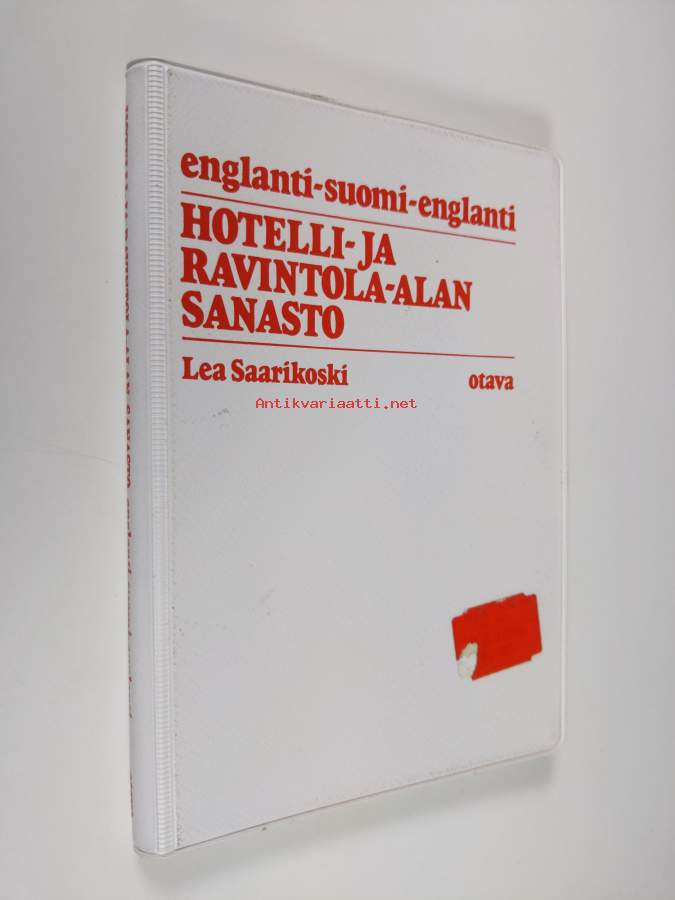 englanti-suomi-englanti
HOTELLI- JA
RAVINTOLA-ALAN
SANASTO
Lea Saarikoski otava
Antikvariaatti.net